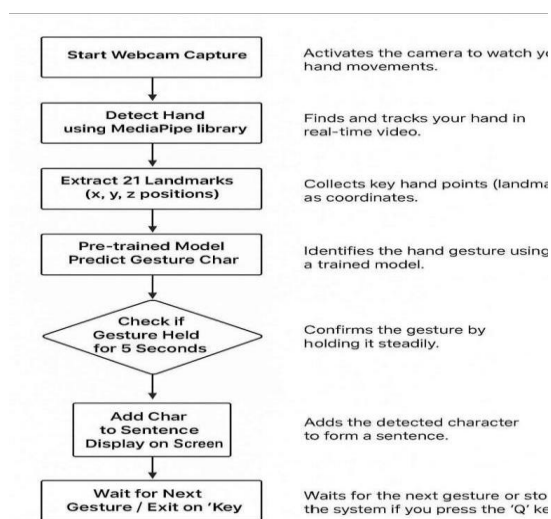 Start Webcam Capture
Activates the camera to watch
hand movements.
Detect Hand
using MediaPipe library
Finds and tracks your hand in
real-time video.
Extract 21 Landmarks
(x, y, z positions)
Collects key hand points
as coordinates.
Pre-trained Model
Predict Gesture Char
Identifies the hand gesture using
a trained model.
Check if
Gesture Held
for 5 Seconds
Confirms the gesture by
holding it steadily.
Add Char
to Sentence
Display on Screen
Adds the detected character
to form a sentence.
Wait for Next
Gesture / Exit on 'Key
Waits for the next gesture or
the system if you press the 'Q'